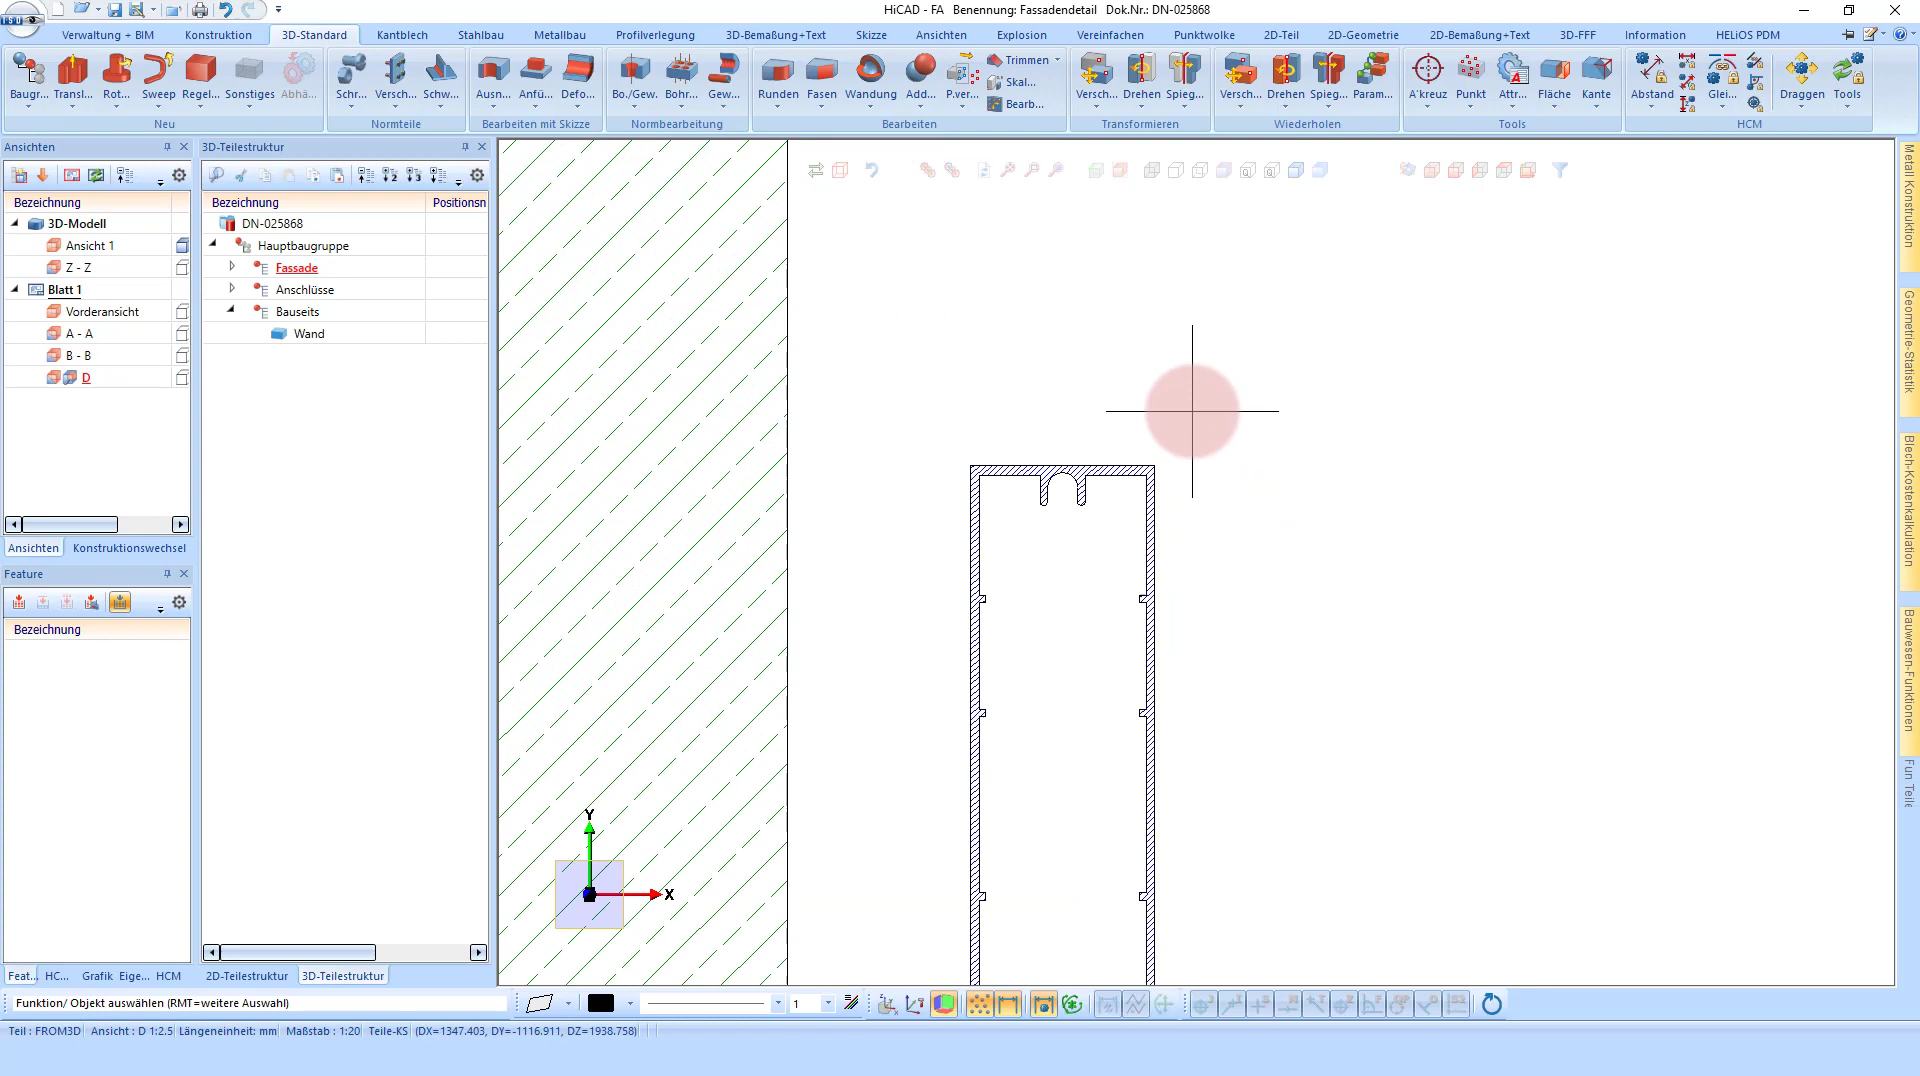 HiCAD - FA   Benennung: Fassadendetail   Dok.Nr.: DN-025868
ISD
Verwaltung + BIM   Konstruktion   3D-Standard   Kantblech   Stahlbau   Metallbau   Profilverlegung   3D-Bemaßung+Text   Skizze   Ansichten   Explosion   Vereinfachen   Punktwolke   2D-Teil   2D-Geometrie   2D-Bemaßung+Text   3D-FFF   Information   HELiOS PDM
Trimmen
Skal...
Baugr... Transl... Rot... Sweep Regel... Sonstiges Abhä... Schr... Versch... Schw... Ausn... Anfü... Defo... Bo./Gew. Bohr... Gew... Runden Fasen Wandung Add... P.ver... Versch... Drehen Spieg... Versch... Drehen Spieg... Param... A'kreuz Punkt Attr... Fläche Kante Abstand Glei... Draggen Tools
Bearb...
Neu   Normteile   Bearbeiten mit Skizze   Normbearbeitung   Bearbeiten   Transformieren   Wiederholen   Tools   HCM
Ansichten
Bezeichnung
3D-Modell
Ansicht 1
Z - Z
Blatt 1
Vorderansicht
A - A
B - B
D
Ansichten   Konstruktionswechsel
Feature
Bezeichnung
Feat... HC... Grafik Eige... HCM
3D-Teilestruktur
Bezeichnung   Positionsn
DN-025868
Hauptbaugruppe
Fassade
Anschlüsse
Bauseits
Wand
2D-Teilestruktur   3D-Teilestruktur
Y
X
Metall Konstruktion
Geometrie-Statistik
Blech-Kostenkalkulation
Bauwesen-Funktionen
Fun Teile
Funktion/ Objekt auswählen (RMT=weitere Auswahl)
1
Teil : FROM3D   Ansicht : D 1:2.5   Längeneinheit: mm   Maßstab : 1:20   Teile-KS   (DX=1347.403, DY=-1116.911, DZ=1938.758)